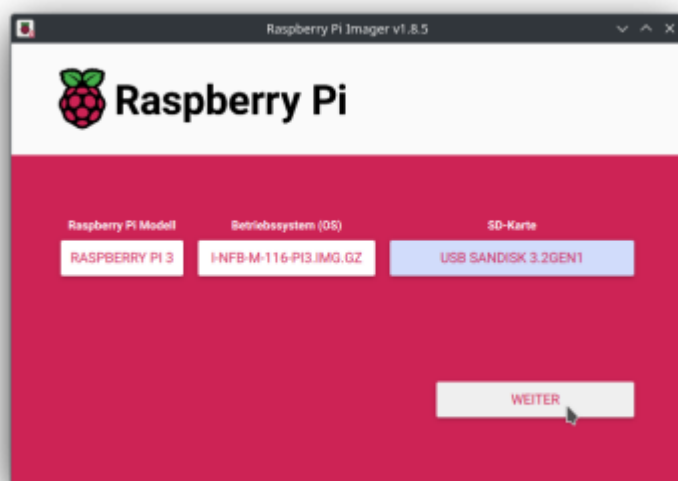 Raspberry Pi Imager v1.8.5
Raspberry Pi
Raspberry Pi Modell
Betriebssystem (OS)
SD-Karte
RASPBERRY PI 3
I-NFB-M-116-PI3.IMG.GZ
USB SANDISK 3.2GEN1
WEITER